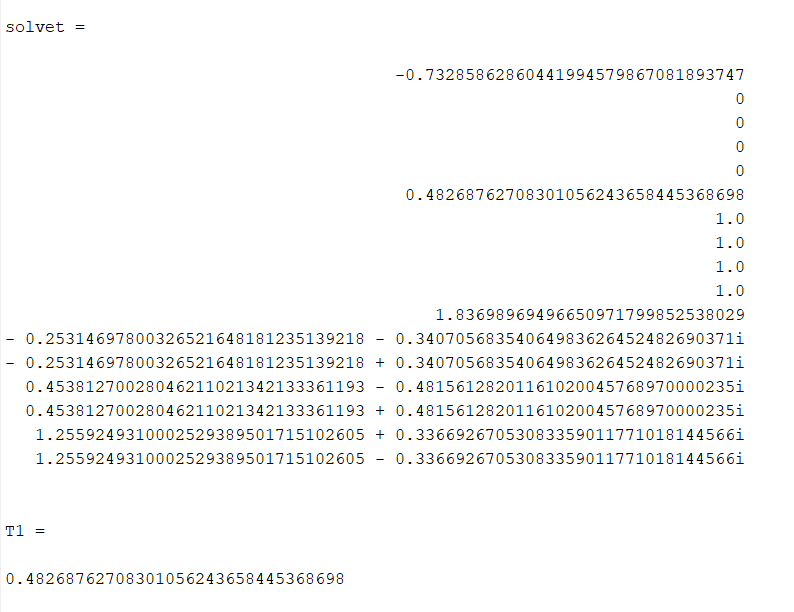 solvet =
-0.73285862860441994579867081893747
0
0
0
0
0.48268762708301056243658445368698
1.0
1.0
1.0
1.0
1.836989694966509717998525380​29
- 0.25314697800326521648181235139218 - 0.34070568354064983626452482690371i
- 0.25314697800326521648181235139218 + 0.34070568354064983626452482690371i
0.45381270028046211021342133361193 - 0.48156128201161020045768970000235i
0.45381270028046211021342133361193 + 0.48156128201161020045768970000235i
1.2559249310002529389501715102605 + 0.33669267053083359011771018144566i
1.2559249310002529389501715102605 - 0.33669267053083359011771018144566i
T1 =
0.48268762708301056243658445368698